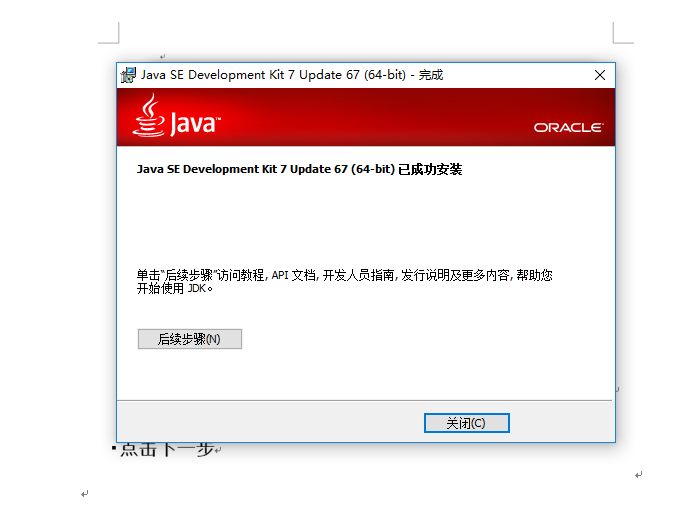 Java SE Development Kit 7 Update 67 (64-bit) - 完成
Java™
ORACLE®
Java SE Development Kit 7 Update 67 (64-bit) 已成功安装
单击“后续步骤”访问教程, API 文档, 开发人员指南, 发行说明及更多内容, 帮助您
开始使用 JDK。
后续步骤(N)
关闭(C)
点击下一步